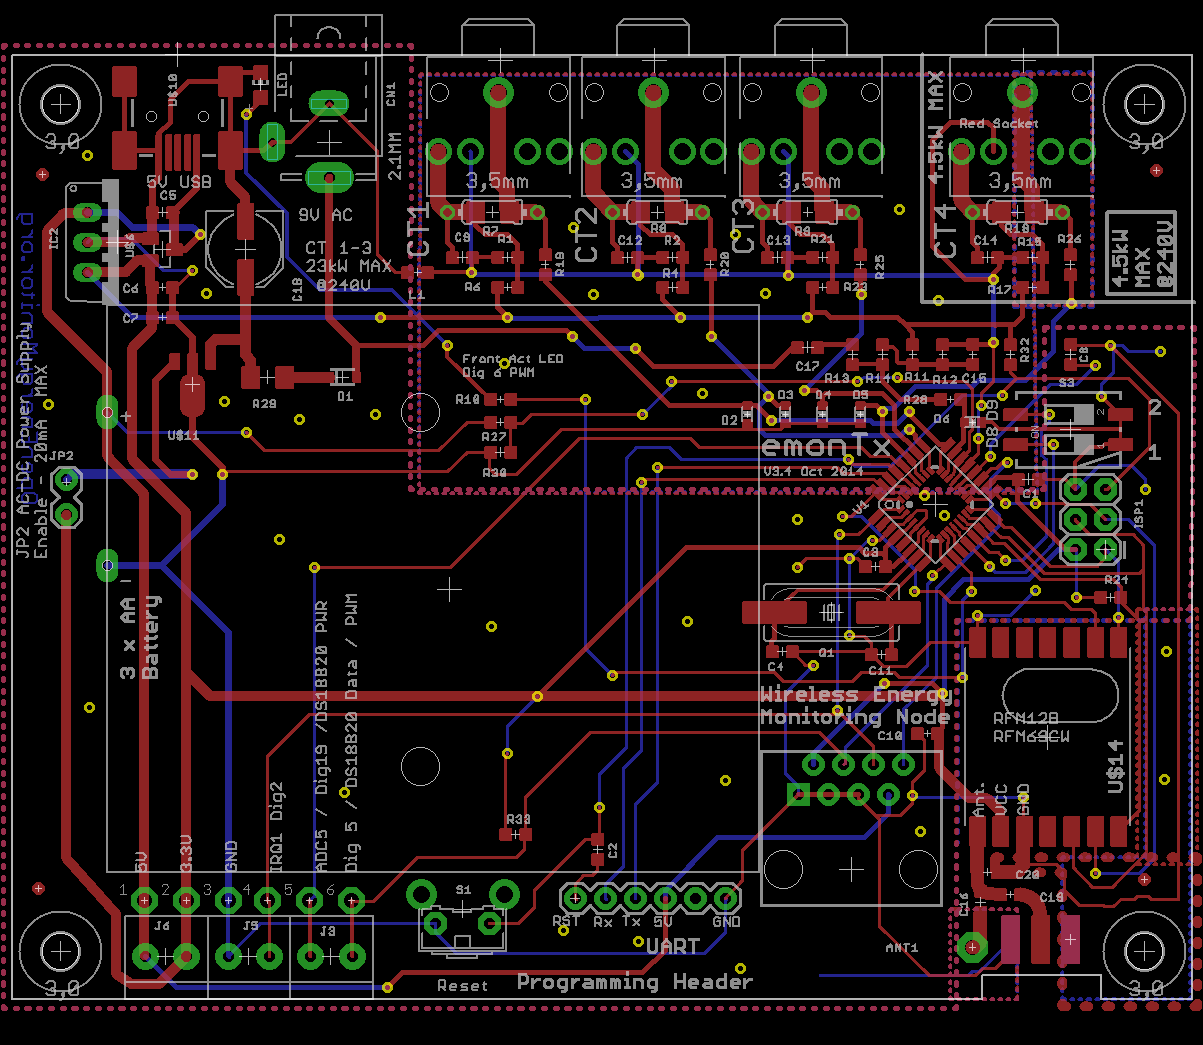 U$10
LED
CN1
2.1MM
3,0
5V USB
9V AC
C5
IC2
U$6
C6
C7
C18
CT 1-3
23kW MAX
@240V
L1
3,5mm
3,5mm
3,5mm
3,5mm
CT1
CT2
CT3
CT4
4.5kW MAX
Red Socket
3,0
4.5kW
MAX
@240V
C9
R7
R1
R19
R6
C12
R8
R2
R20
R4
C13
R9
R21
R25
R23
C14
R18
R15
R26
R17
Front Act LED
Dig 6 PWM
R10
R27
R30
R29
D1
U$11
C17
R13
R14
R11
R12
C15
R32
C8
S3
ON
2
1
D2
D3
D4
D5
R28
D6
D9
D8
emonTx
V3.4 Oct 2014
U1
C1
C3
ISP1
R24
JP2
JP2 AC-DC Power Supply
Enable - 20mA MAX
+
-
3 x AA
Battery
Q1
C4
C11
Wireless Energy
Monitoring Node
C10
RFM12B
RFM69CW
U$14
Ant.
VCC
GND
5V
3.3V
GND
IRQ1 Dig2
ADC5 / Dig19 /DS18B20 PWR
Dig 5 / DS18B20 Data / PWM
1 2 3 4 5 6
J4
J5
J3
R33
C2
S1
Reset
RST Rx Tx 5V GND
UART
Programming Header
C20
C19
C16
ANT1
3,0
3,0